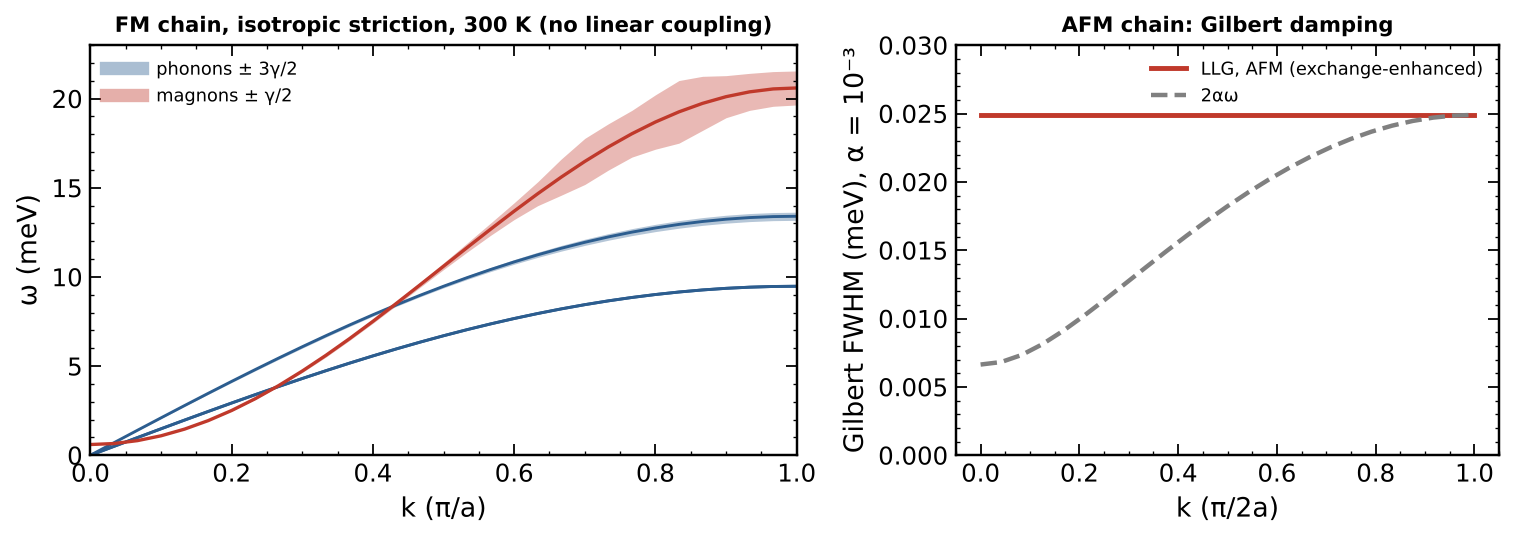 FM chain, isotropic striction, 300 K (no linear coupling)
phonons ± 3γ/2
magnons ± γ/2
ω (meV)
20
15
10
5
0
0.0 0.2 0.4 0.6 0.8 1.0
k (π/a)
AFM chain: Gilbert damping
LLG, AFM (exchange-enhanced)
2αω
Gilbert FWHM (meV), α = 10⁻³
0.030
0.025
0.020
0.015
0.010
0.005
0.000
0.0 0.2 0.4 0.6 0.8 1.0
k (π/2a)